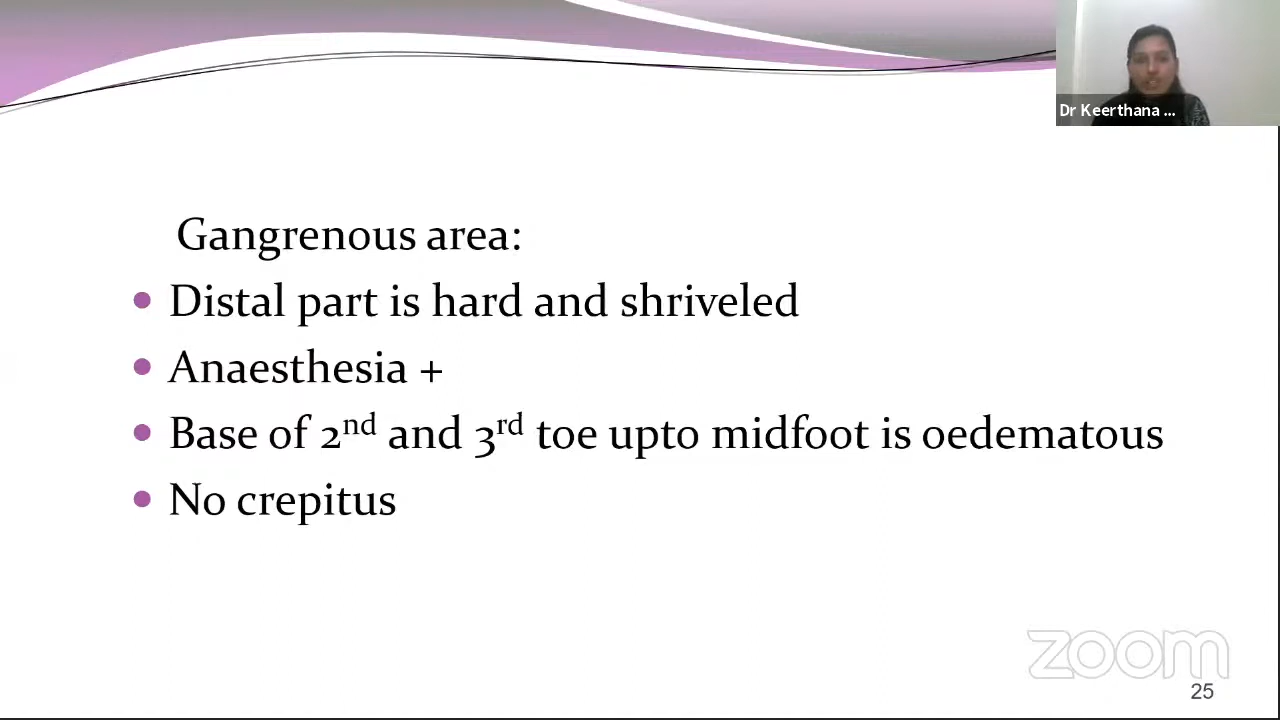 Dr Keerthana ...
Gangrenous area:
Distal part is hard and shriveled
Anaesthesia +
Base of 2nd and 3rd toe upto midfoot is oedematous
No crepitus
zoom
25